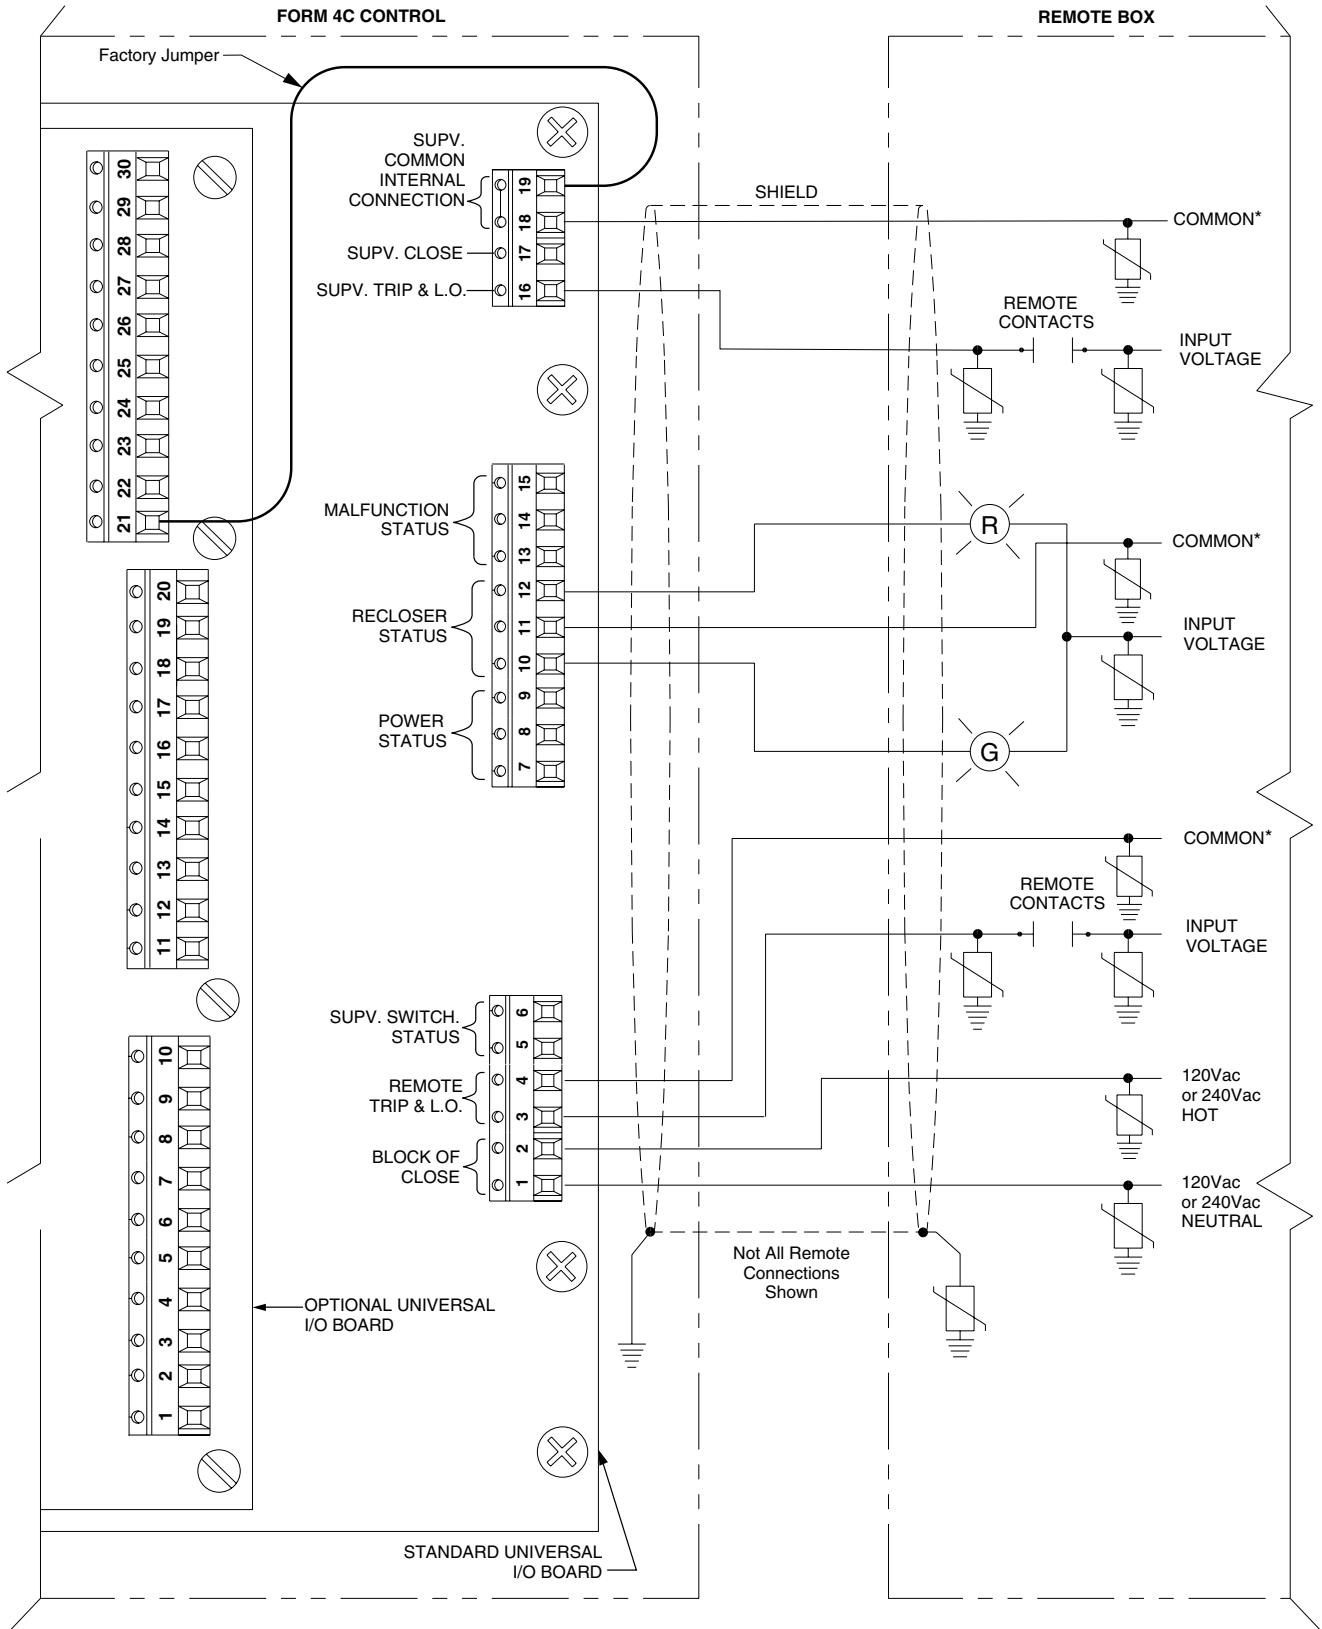 FORM 4C CONTROL
REMOTE BOX
Factory Jumper
SUPV.
COMMON
INTERNAL
CONNECTION
SUPV. CLOSE
SUPV. TRIP & L.O.
19
18
17
16
SHIELD
COMMON*
REMOTE
CONTACTS
INPUT
VOLTAGE
30
29
28
27
26
25
24
23
22
21
MALFUNCTION
STATUS
RECLOSER
STATUS
POWER
STATUS
15
14
13
12
11
10
9
8
7
R
COMMON*
INPUT
VOLTAGE
G
20
19
18
17
16
15
14
13
12
11
COMMON*
REMOTE
CONTACTS
INPUT
VOLTAGE
SUPV. SWITCH.
STATUS
REMOTE
TRIP & L.O.
BLOCK OF
CLOSE
6
5
4
3
2
1
120Vac
or 240Vac
HOT
120Vac
or 240Vac
NEUTRAL
10
9
8
7
6
5
4
3
2
1
Not All Remote
Connections
Shown
OPTIONAL UNIVERSAL
I/O BOARD
STANDARD UNIVERSAL
I/O BOARD